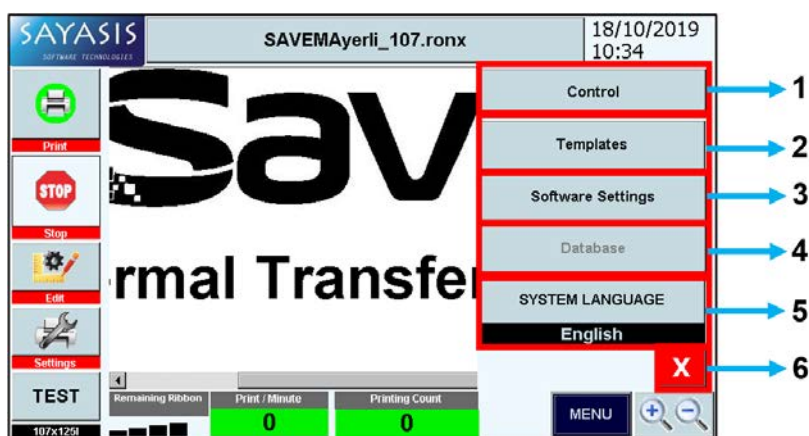 SAYASIS
SOFTWARE TECHNOLOGIES
SAVEMAyerli_107.ronx
18/10/2019
10:34
Print
STOP
Stop
Edit
Settings
TEST
107x125I
Sav
rmal Transfe
Control
Templates
Software Settings
Database
SYSTEM LANGUAGE
English
X
1
2
3
4
5
6
Remaining Ribbon
Print / Minute
0
Printing Count
0
MENU